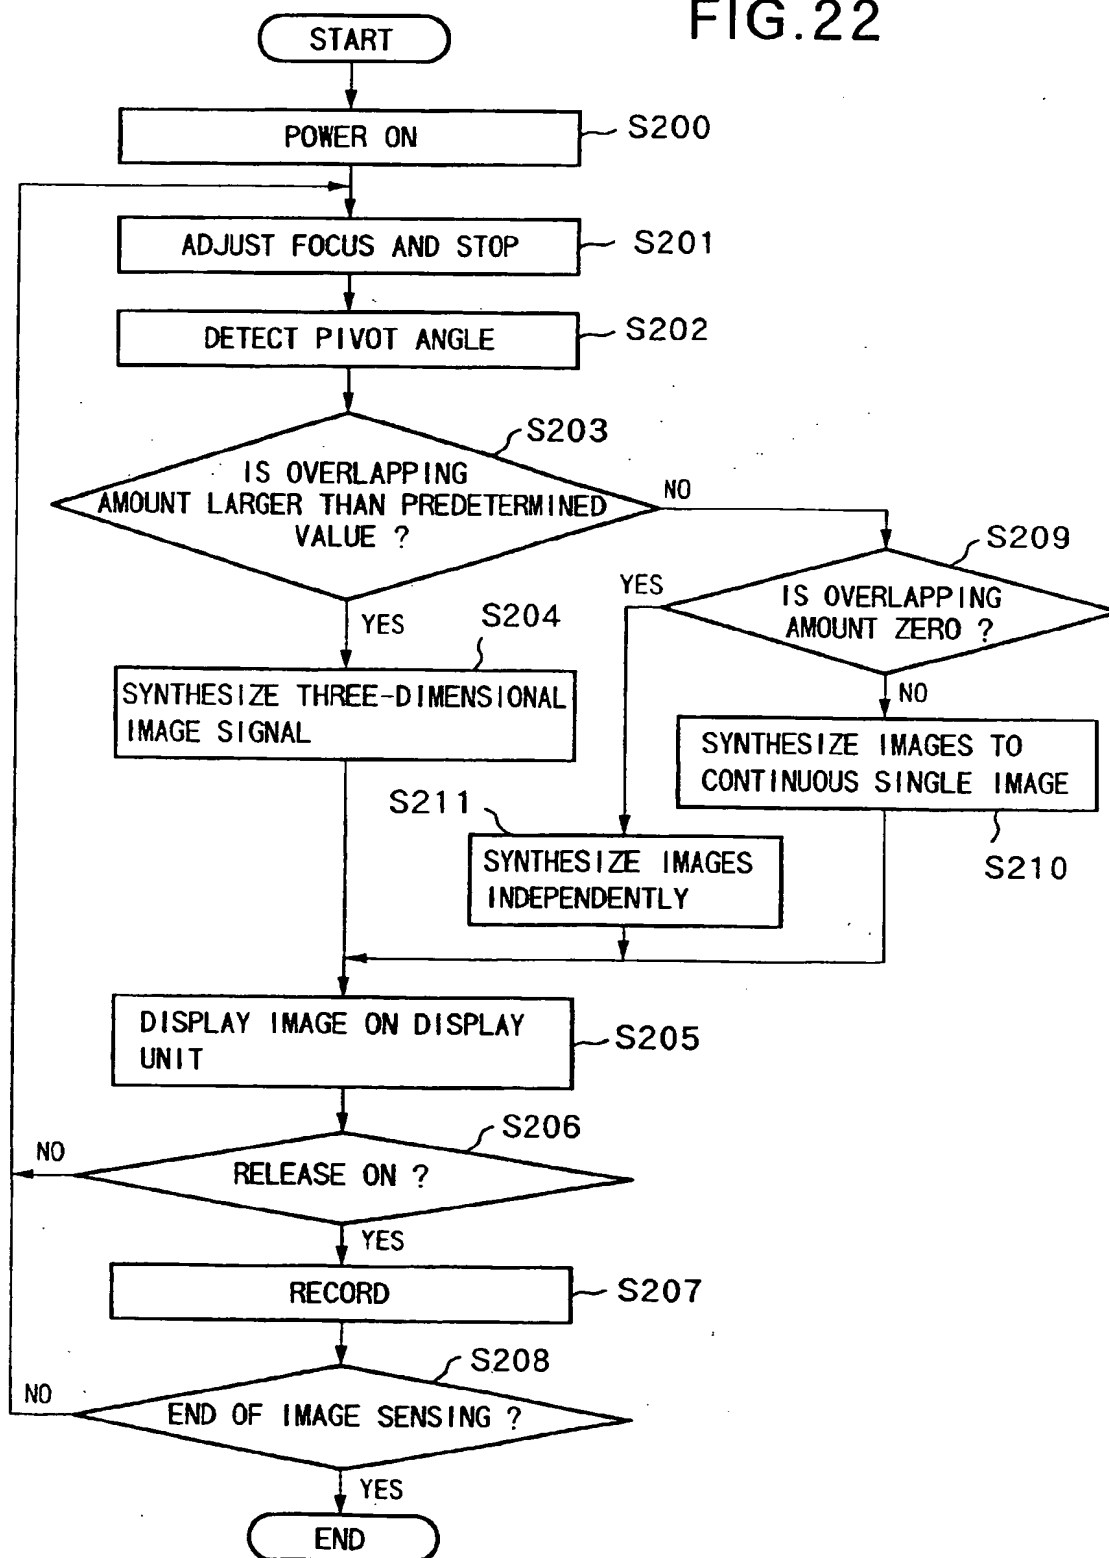 FIG.22
START
POWER ON
S200
ADJUST FOCUS AND STOP
S201
DETECT PIVOT ANGLE
S202
S203
IS OVERLAPPING
AMOUNT LARGER THAN PREDETERMINED
VALUE ?
NO
YES
S209
IS OVERLAPPING
AMOUNT ZERO ?
YES
NO
S204
SYNTHESIZE THREE-DIMENSIONAL
IMAGE SIGNAL
SYNTHESIZE IMAGES TO
CONTINUOUS SINGLE IMAGE
S210
S211
SYNTHESIZE IMAGES
INDEPENDENTLY
DISPLAY IMAGE ON DISPLAY
UNIT
S205
S206
RELEASE ON ?
NO
YES
RECORD
S207
S208
END OF IMAGE SENSING ?
NO
YES
END